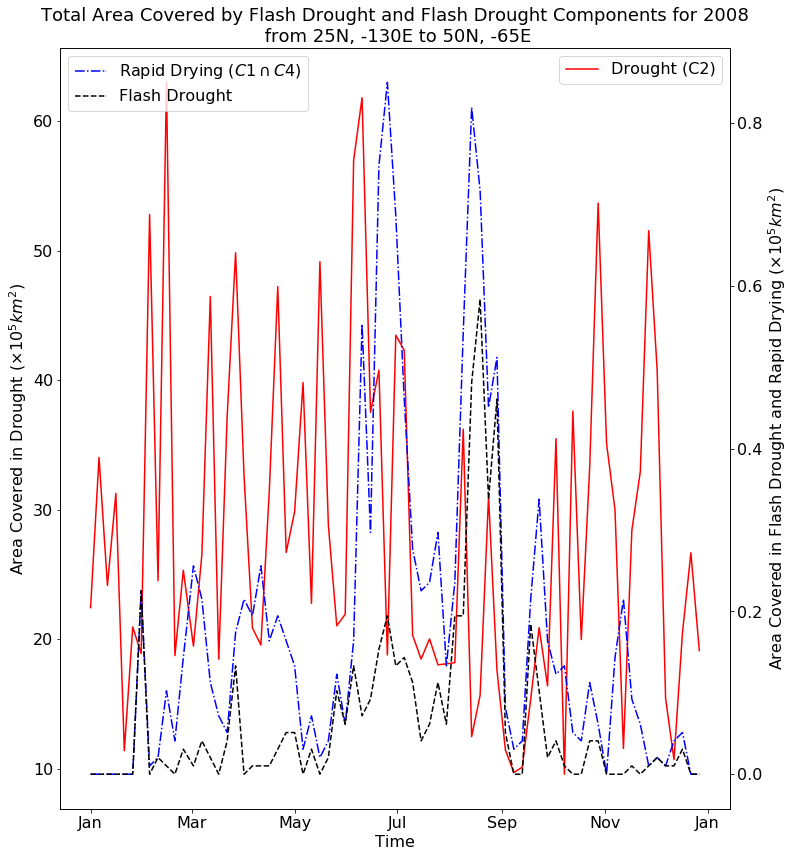 Total Area Covered by Flash Drought and Flash Drought Components for 2008
from 25N, -130E to 50N, -65E
Rapid Drying (C1 ∩ C4)
Flash Drought
Drought (C2)
Area Covered in Drought (×10⁵km²)
60
50
40
30
20
10
Area Covered in Flash Drought and Rapid Drying (×10⁵km²)
0.8
0.6
0.4
0.2
0.0
Jan Mar May Jul Sep Nov Jan
Time